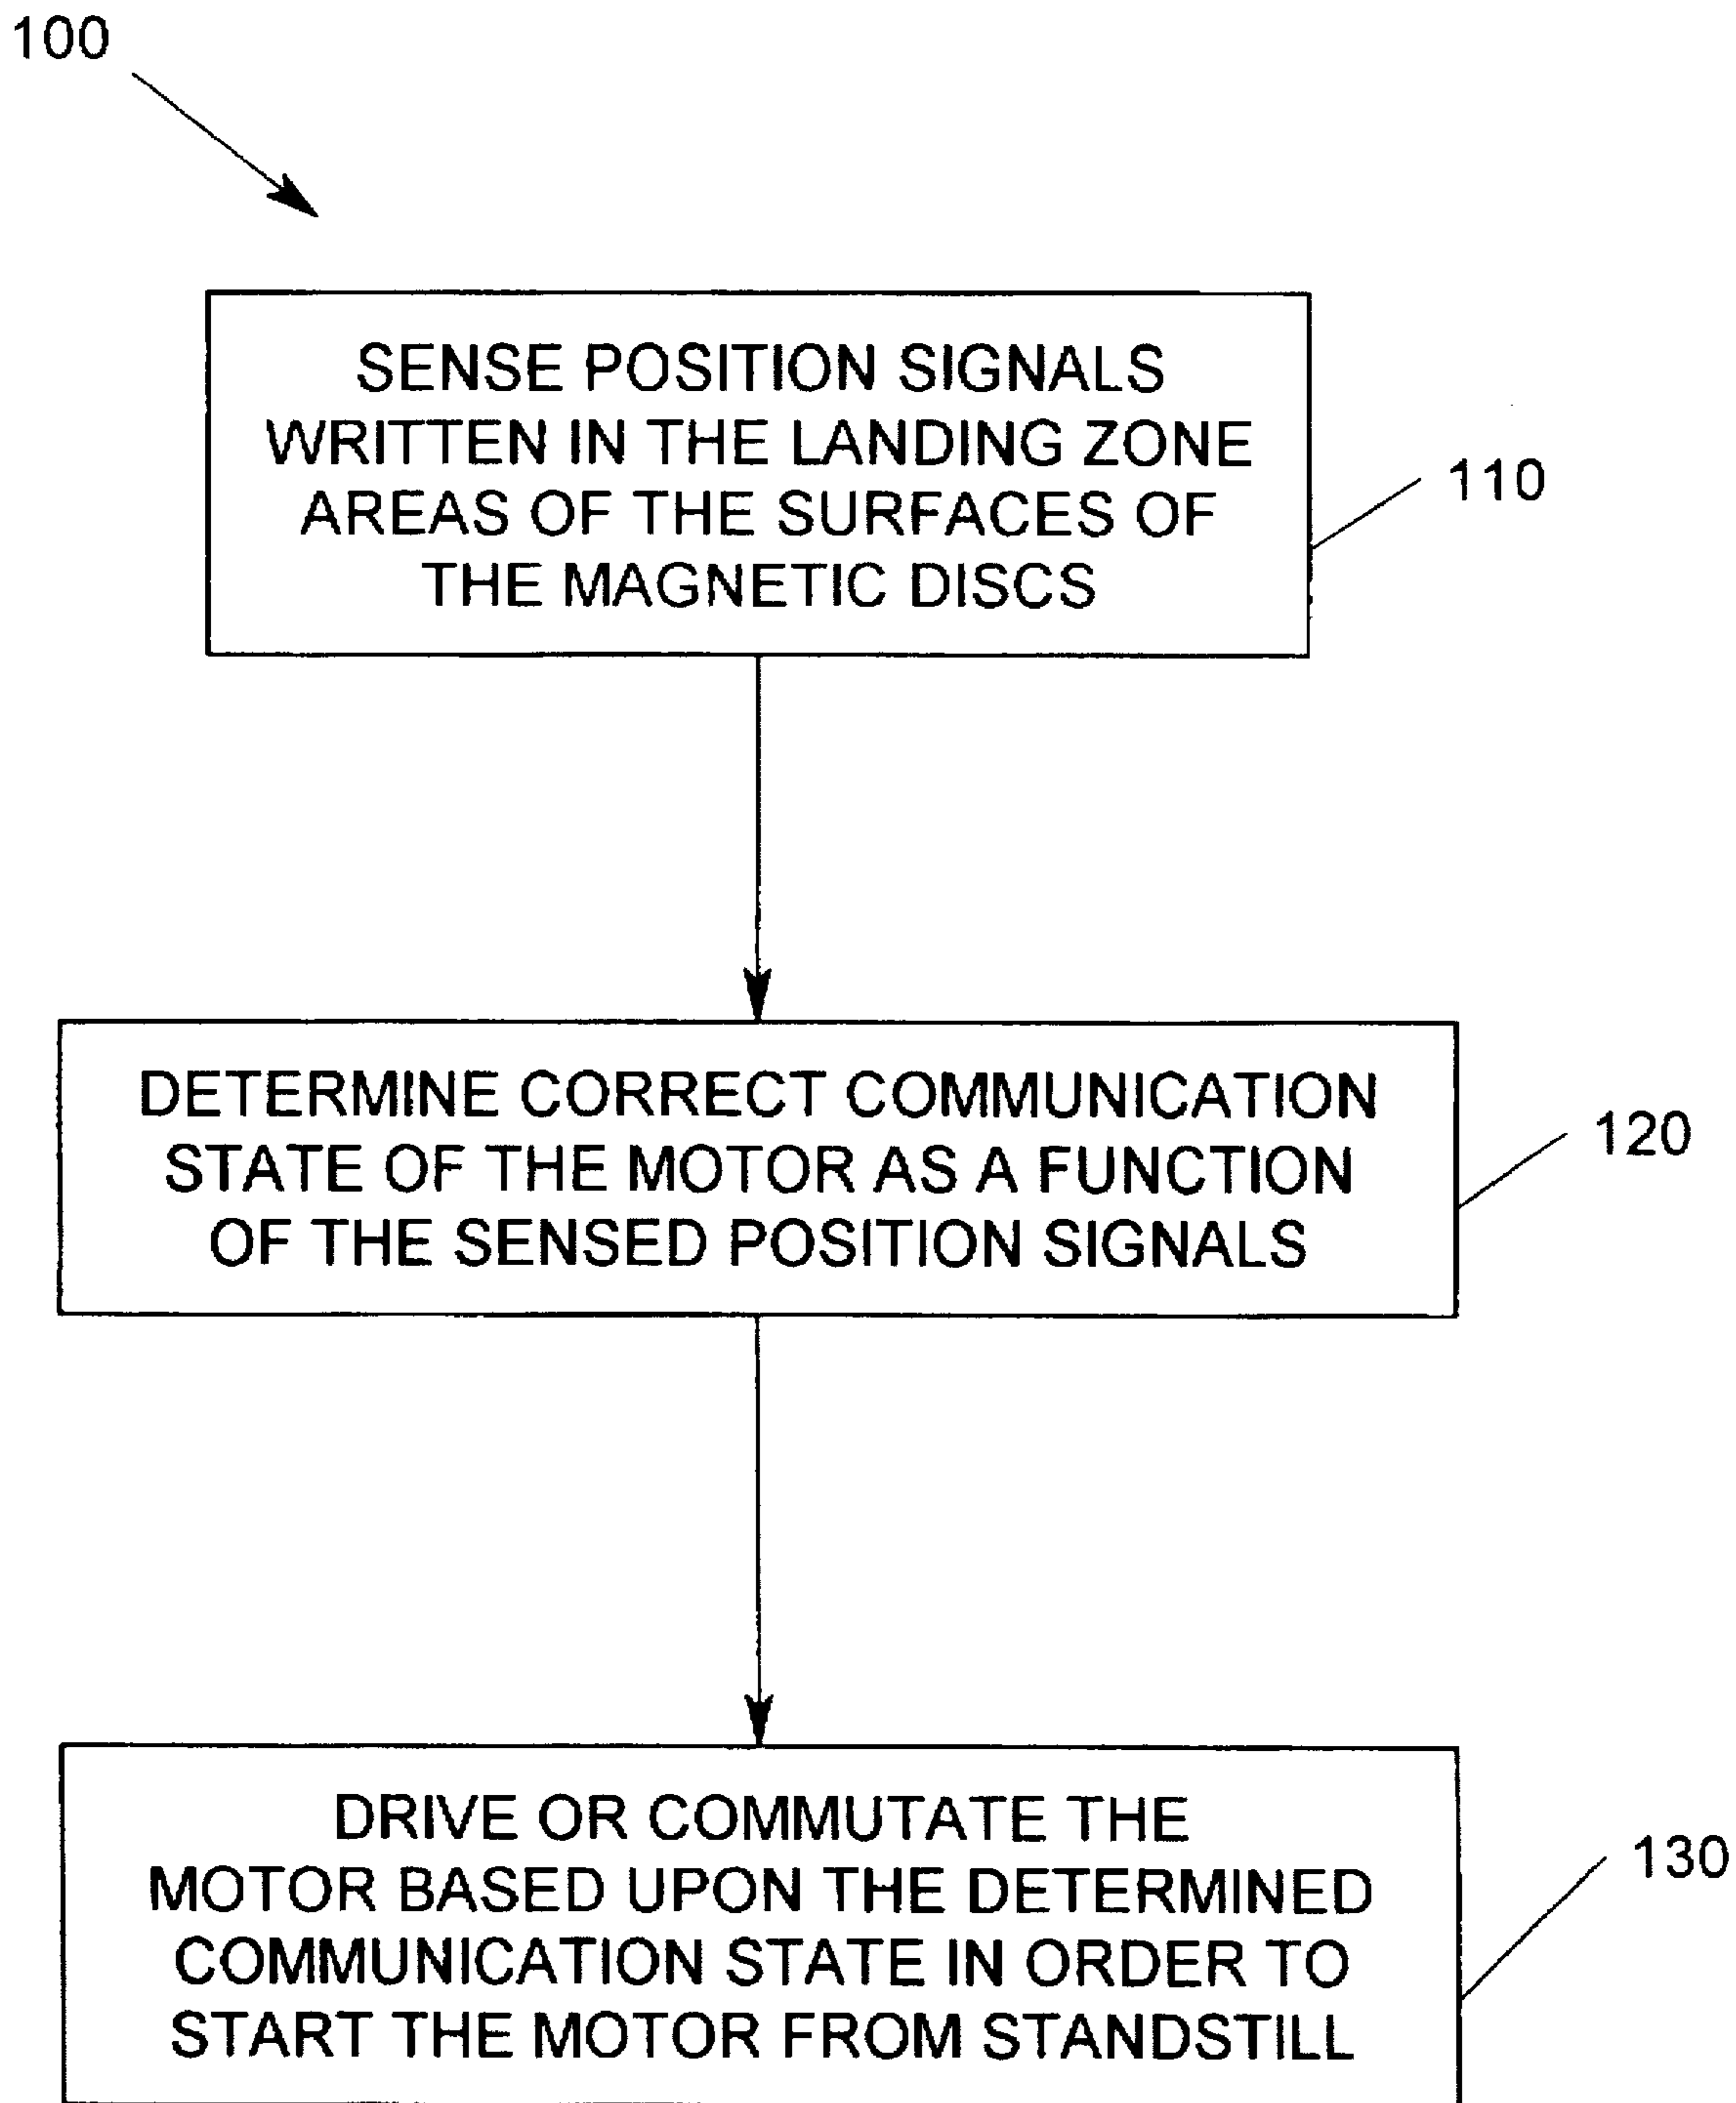 100
SENSE POSITION SIGNALS
WRITTEN IN THE LANDING ZONE
AREAS OF THE SURFACES OF
THE MAGNETIC DISCS
110
DETERMINE CORRECT COMMUNICATION
STATE OF THE MOTOR AS A FUNCTION
OF THE SENSED POSITION SIGNALS
120
DRIVE OR COMMUTATE THE
MOTOR BASED UPON THE DETERMINED
COMMUNICATION STATE IN ORDER TO
START THE MOTOR FROM STANDSTILL
130